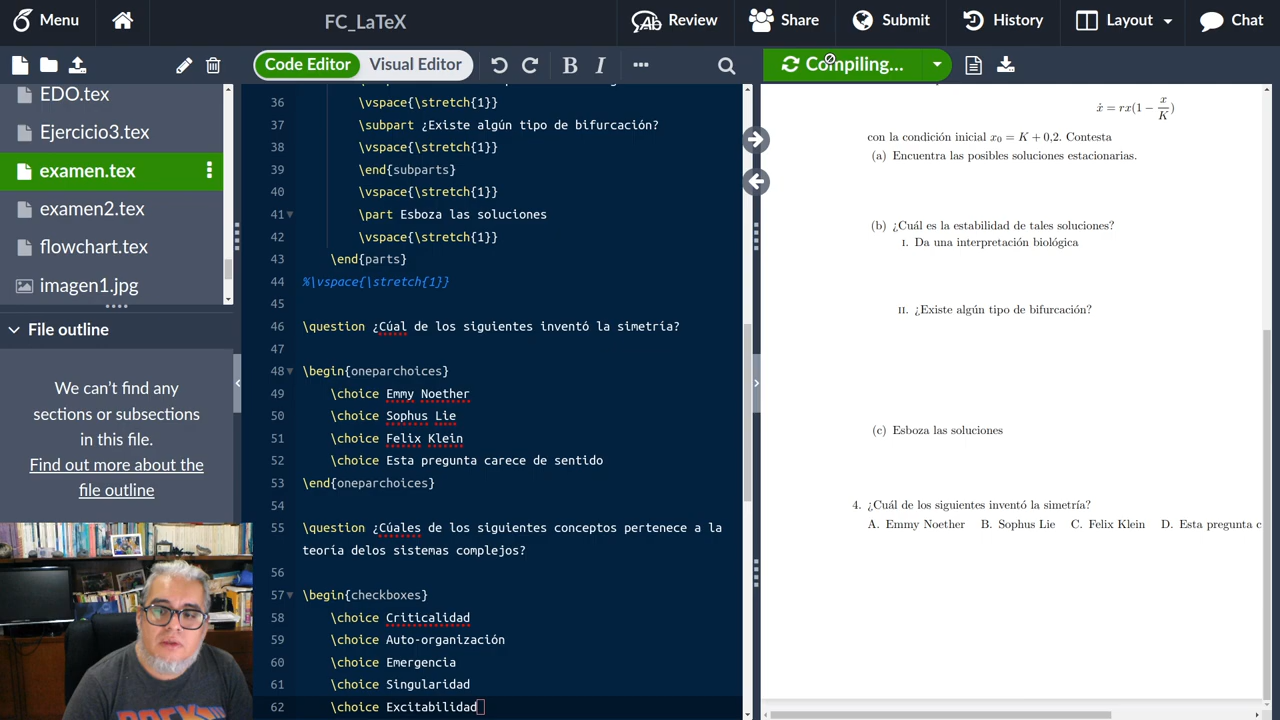 Menu
FC_LaTeX
Review
Share
Submit
History
Layout
Chat
Code Editor
Visual Editor
B
I
Compiling...
EDO.tex
Ejercicio3.tex
examen.tex
examen2.tex
flowchart.tex
imagen1.jpg
File outline
We can't find any
sections or subsections
in this file.
Find out more about the
file outline
36 \vspace{\stretch{1}}
37 \subpart ¿Existe algún tipo de bifurcación?
38 \vspace{\stretch{1}}
39 \end{subparts}
40 \vspace{\stretch{1}}
41 \part Esboza las soluciones
42 \vspace{\stretch{1}}
43 \end{parts}
44 %\vspace{\stretch{1}}
45
46 \question ¿Cúal de los siguientes inventó la simetría?
47
48 \begin{oneparchoices}
49 \choice Emmy Noether
50 \choice Sophus Lie
51 \choice Felix Klein
52 \choice Esta pregunta carece de sentido
53 \end{oneparchoices}
54
55 \question ¿Cúales de los siguientes conceptos pertenece a la
teoría delos sistemas complejos?
56
57 \begin{checkboxes}
58 \choice Criticalidad
59 \choice Auto-organización
60 \choice Emergencia
61 \choice Singularidad
62 \choice Excitabilidad
ẋ = rx(1 − x/K)
con la condición inicial x₀ = K + 0,2. Contesta
(a) Encuentra las posibles soluciones estacionarias.
(b) ¿Cuál es la estabilidad de tales soluciones?
I. Da una interpretación biológica
II. ¿Existe algún tipo de bifurcación?
(c) Esboza las soluciones
4. ¿Cuál de los siguientes inventó la simetría?
A. Emmy Noether B. Sophus Lie C. Felix Klein D. Esta pregunta c